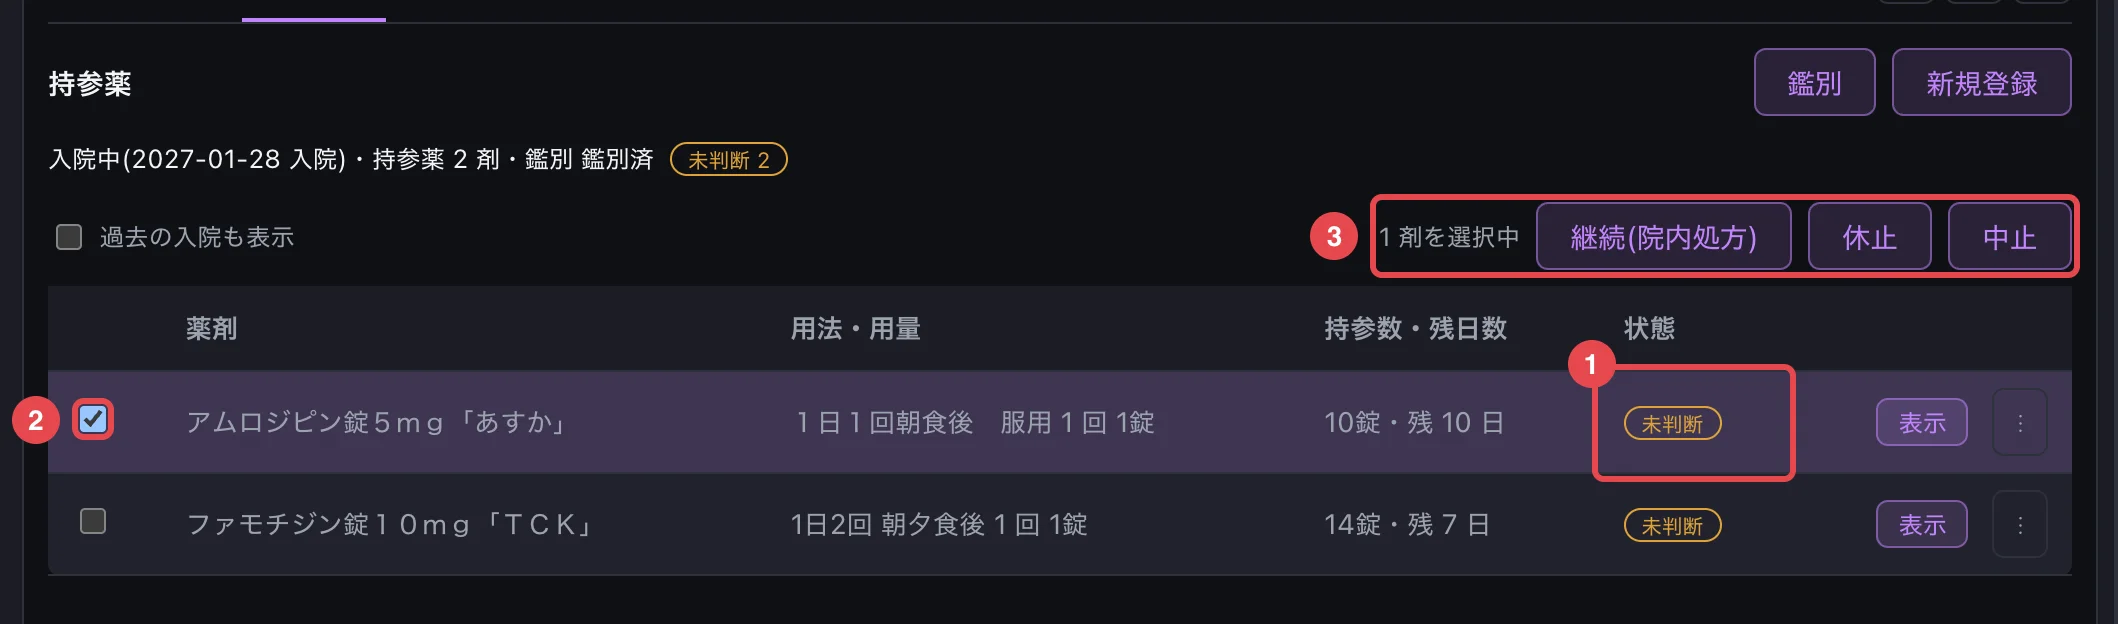 持参薬
鑑別
新規登録
入院中(2027-01-28 入院)・持参薬 2 剤・鑑別 鑑別済 未判断 2
過去の入院も表示
3 1 剤を選択中 継続(院内処方) 休止 中止
薬剤 用法・用量 持参数・残日数 状態
1
2 アムロジピン錠５ｍｇ「あすか」 １日１回朝食後　服用 1 回 1錠 10錠・残 10 日 未判断 表示 ⋮
ファモチジン錠１０ｍｇ「ＴＣＫ」 1日2回 朝夕食後 1 回 1錠 14錠・残 7 日 未判断 表示 ⋮